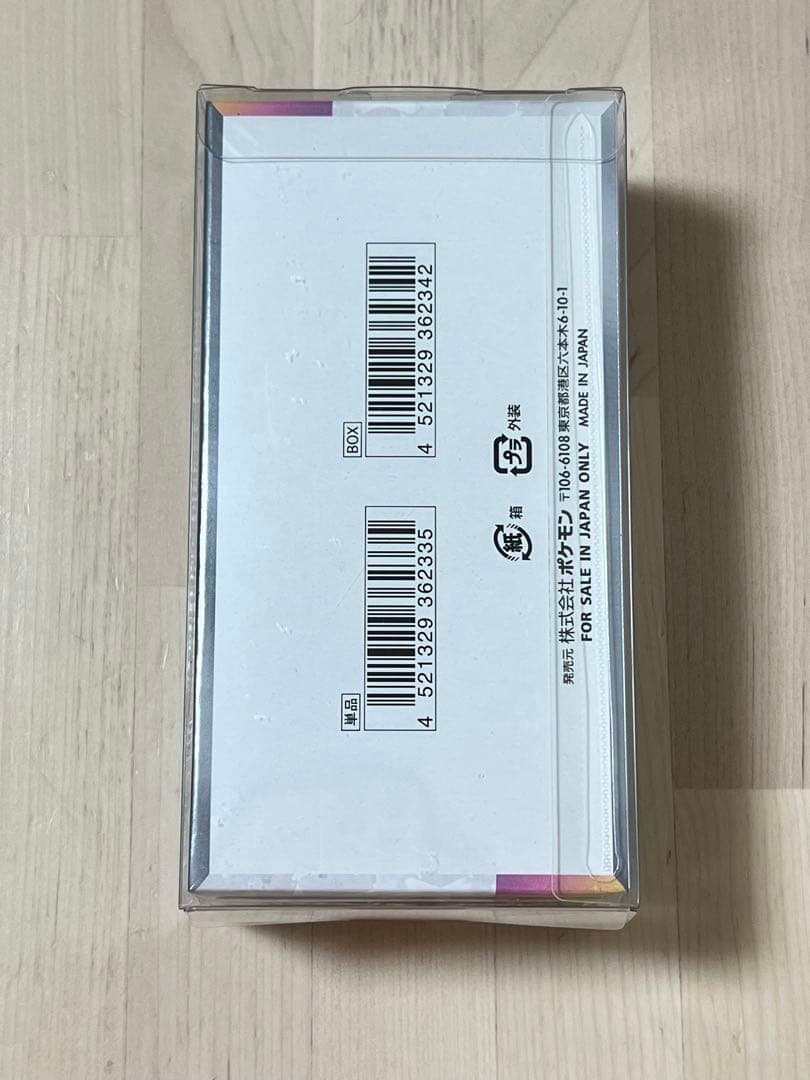 単品
4 521329 362335
BOX
4 521329 362342
紙 箱
プラ 外装
発売元 株式会社 ポケモン 〒106-6108 東京都港区六本木6-10-1
FOR SALE IN JAPAN ONLY MADE IN JAPAN